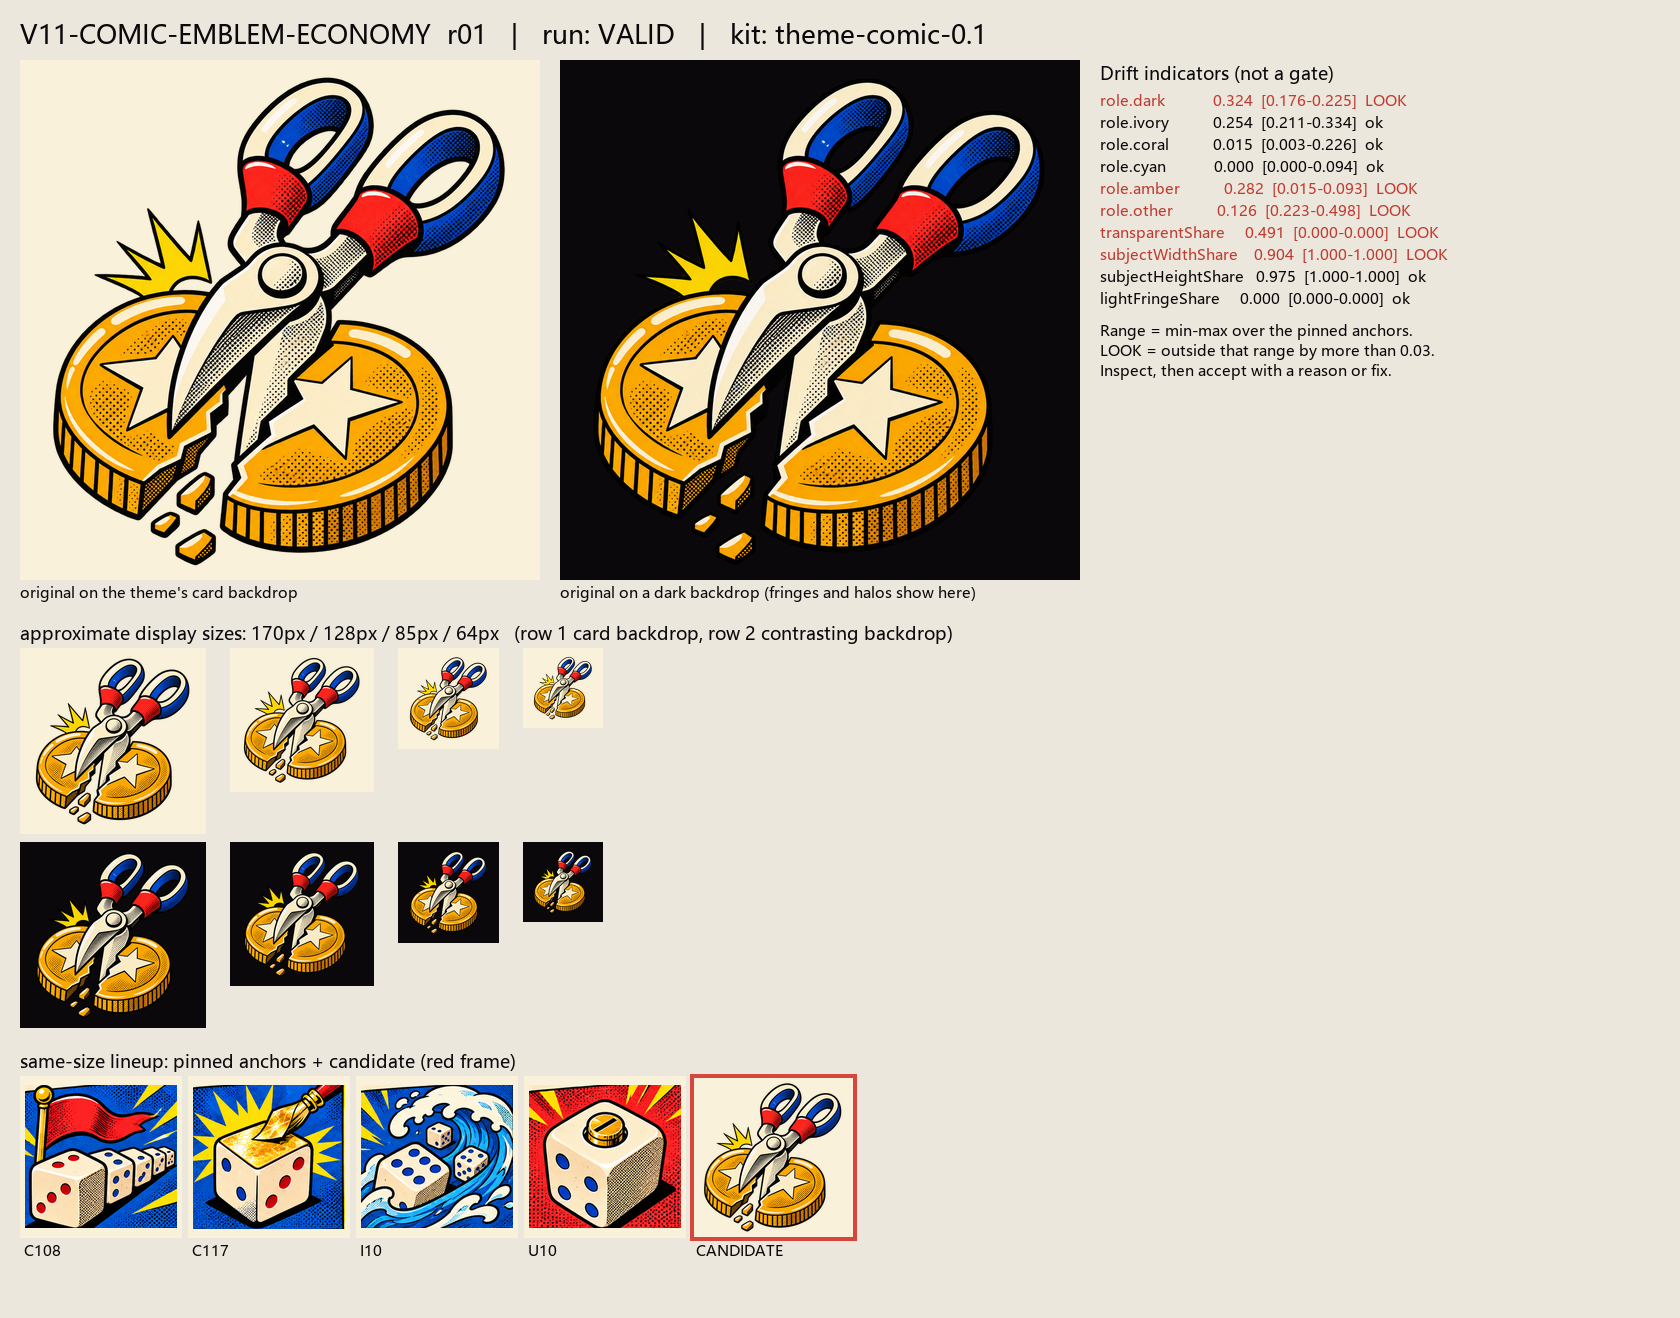 V11-COMIC-EMBLEM-ECONOMY r01 | run: VALID | kit: theme-comic-0.1
Drift indicators (not a gate)
role.dark 0.324 [0.176-0.225] LOOK
role.ivory 0.254 [0.211-0.334] ok
role.coral 0.015 [0.003-0.226] ok
role.cyan 0.000 [0.000-0.094] ok
role.amber 0.282 [0.015-0.093] LOOK
role.other 0.126 [0.223-0.498] LOOK
transparentShare 0.491 [0.000-0.000] LOOK
subjectWidthShare 0.904 [1.000-1.000] LOOK
subjectHeightShare 0.975 [1.000-1.000] ok
lightFringeShare 0.000 [0.000-0.000] ok
Range = min-max over the pinned anchors.
LOOK = outside that range by more than 0.03.
Inspect, then accept with a reason or fix.
original on the theme's card backdrop
original on a dark backdrop (fringes and halos show here)
approximate display sizes: 170px / 128px / 85px / 64px (row 1 card backdrop, row 2 contrasting backdrop)
same-size lineup: pinned anchors + candidate (red frame)
C108
C117
I10
U10
CANDIDATE